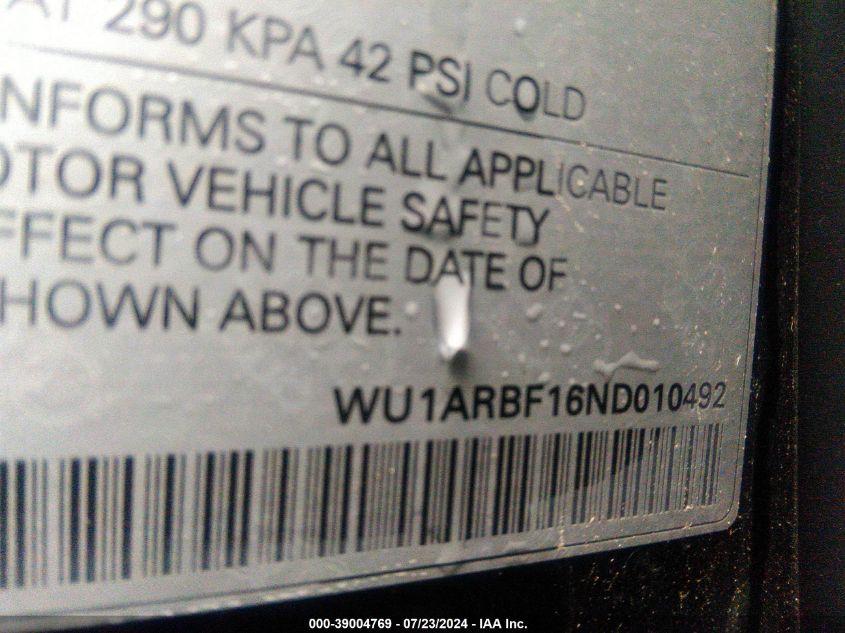 AT 290 KPA 42 PSI COLD
NFORMS TO ALL APPLICABLE
OTOR VEHICLE SAFETY
FFECT ON THE DATE OF
HOWN ABOVE.
WU1ARBF16ND010492
000-39004769 - 07/23/2024 - IAA Inc.